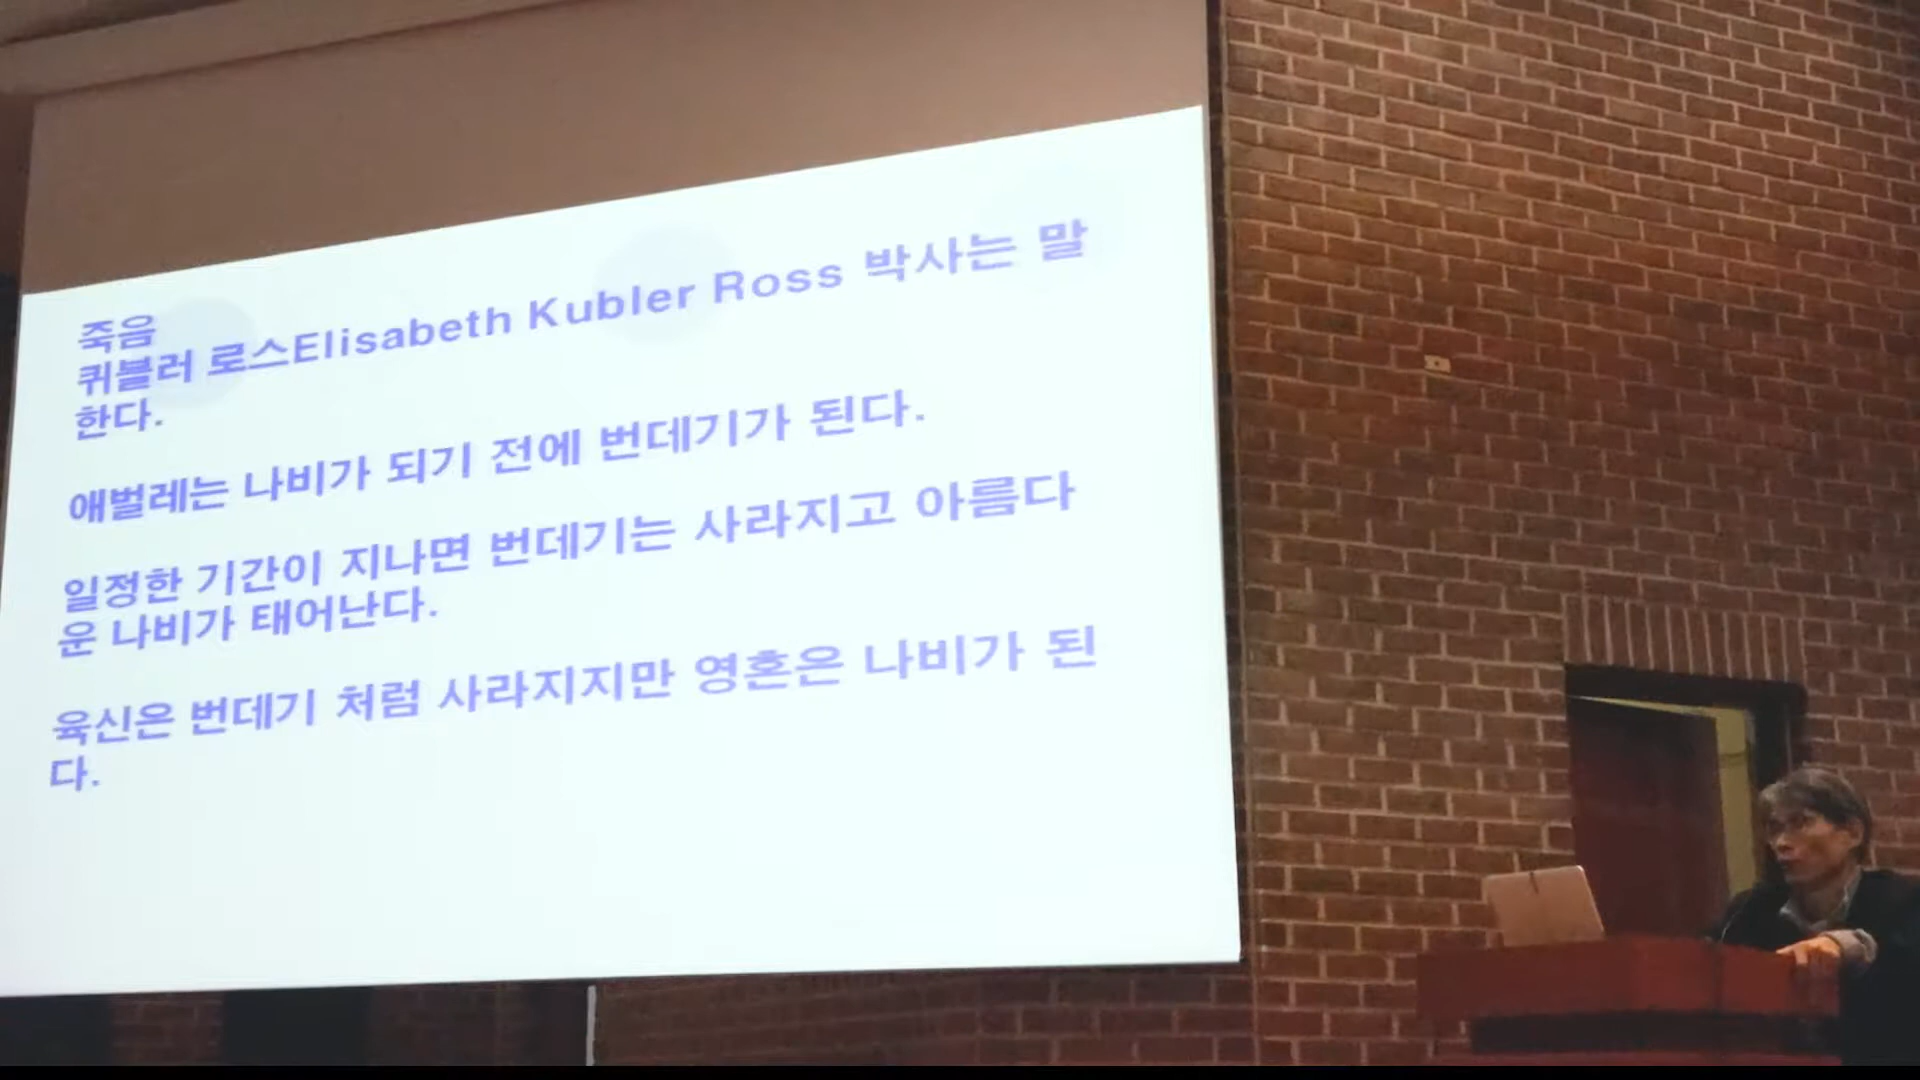 죽음
퀴블러 로스Elisabeth Kubler Ross 박사는 말
한다.
애벌레는 나비가 되기 전에 번데기가 된다.
일정한 기간이 지나면 번데기는 사라지고 아름다
운 나비가 태어난다.
육신은 번데기 처럼 사라지지만 영혼은 나비가 된
다.